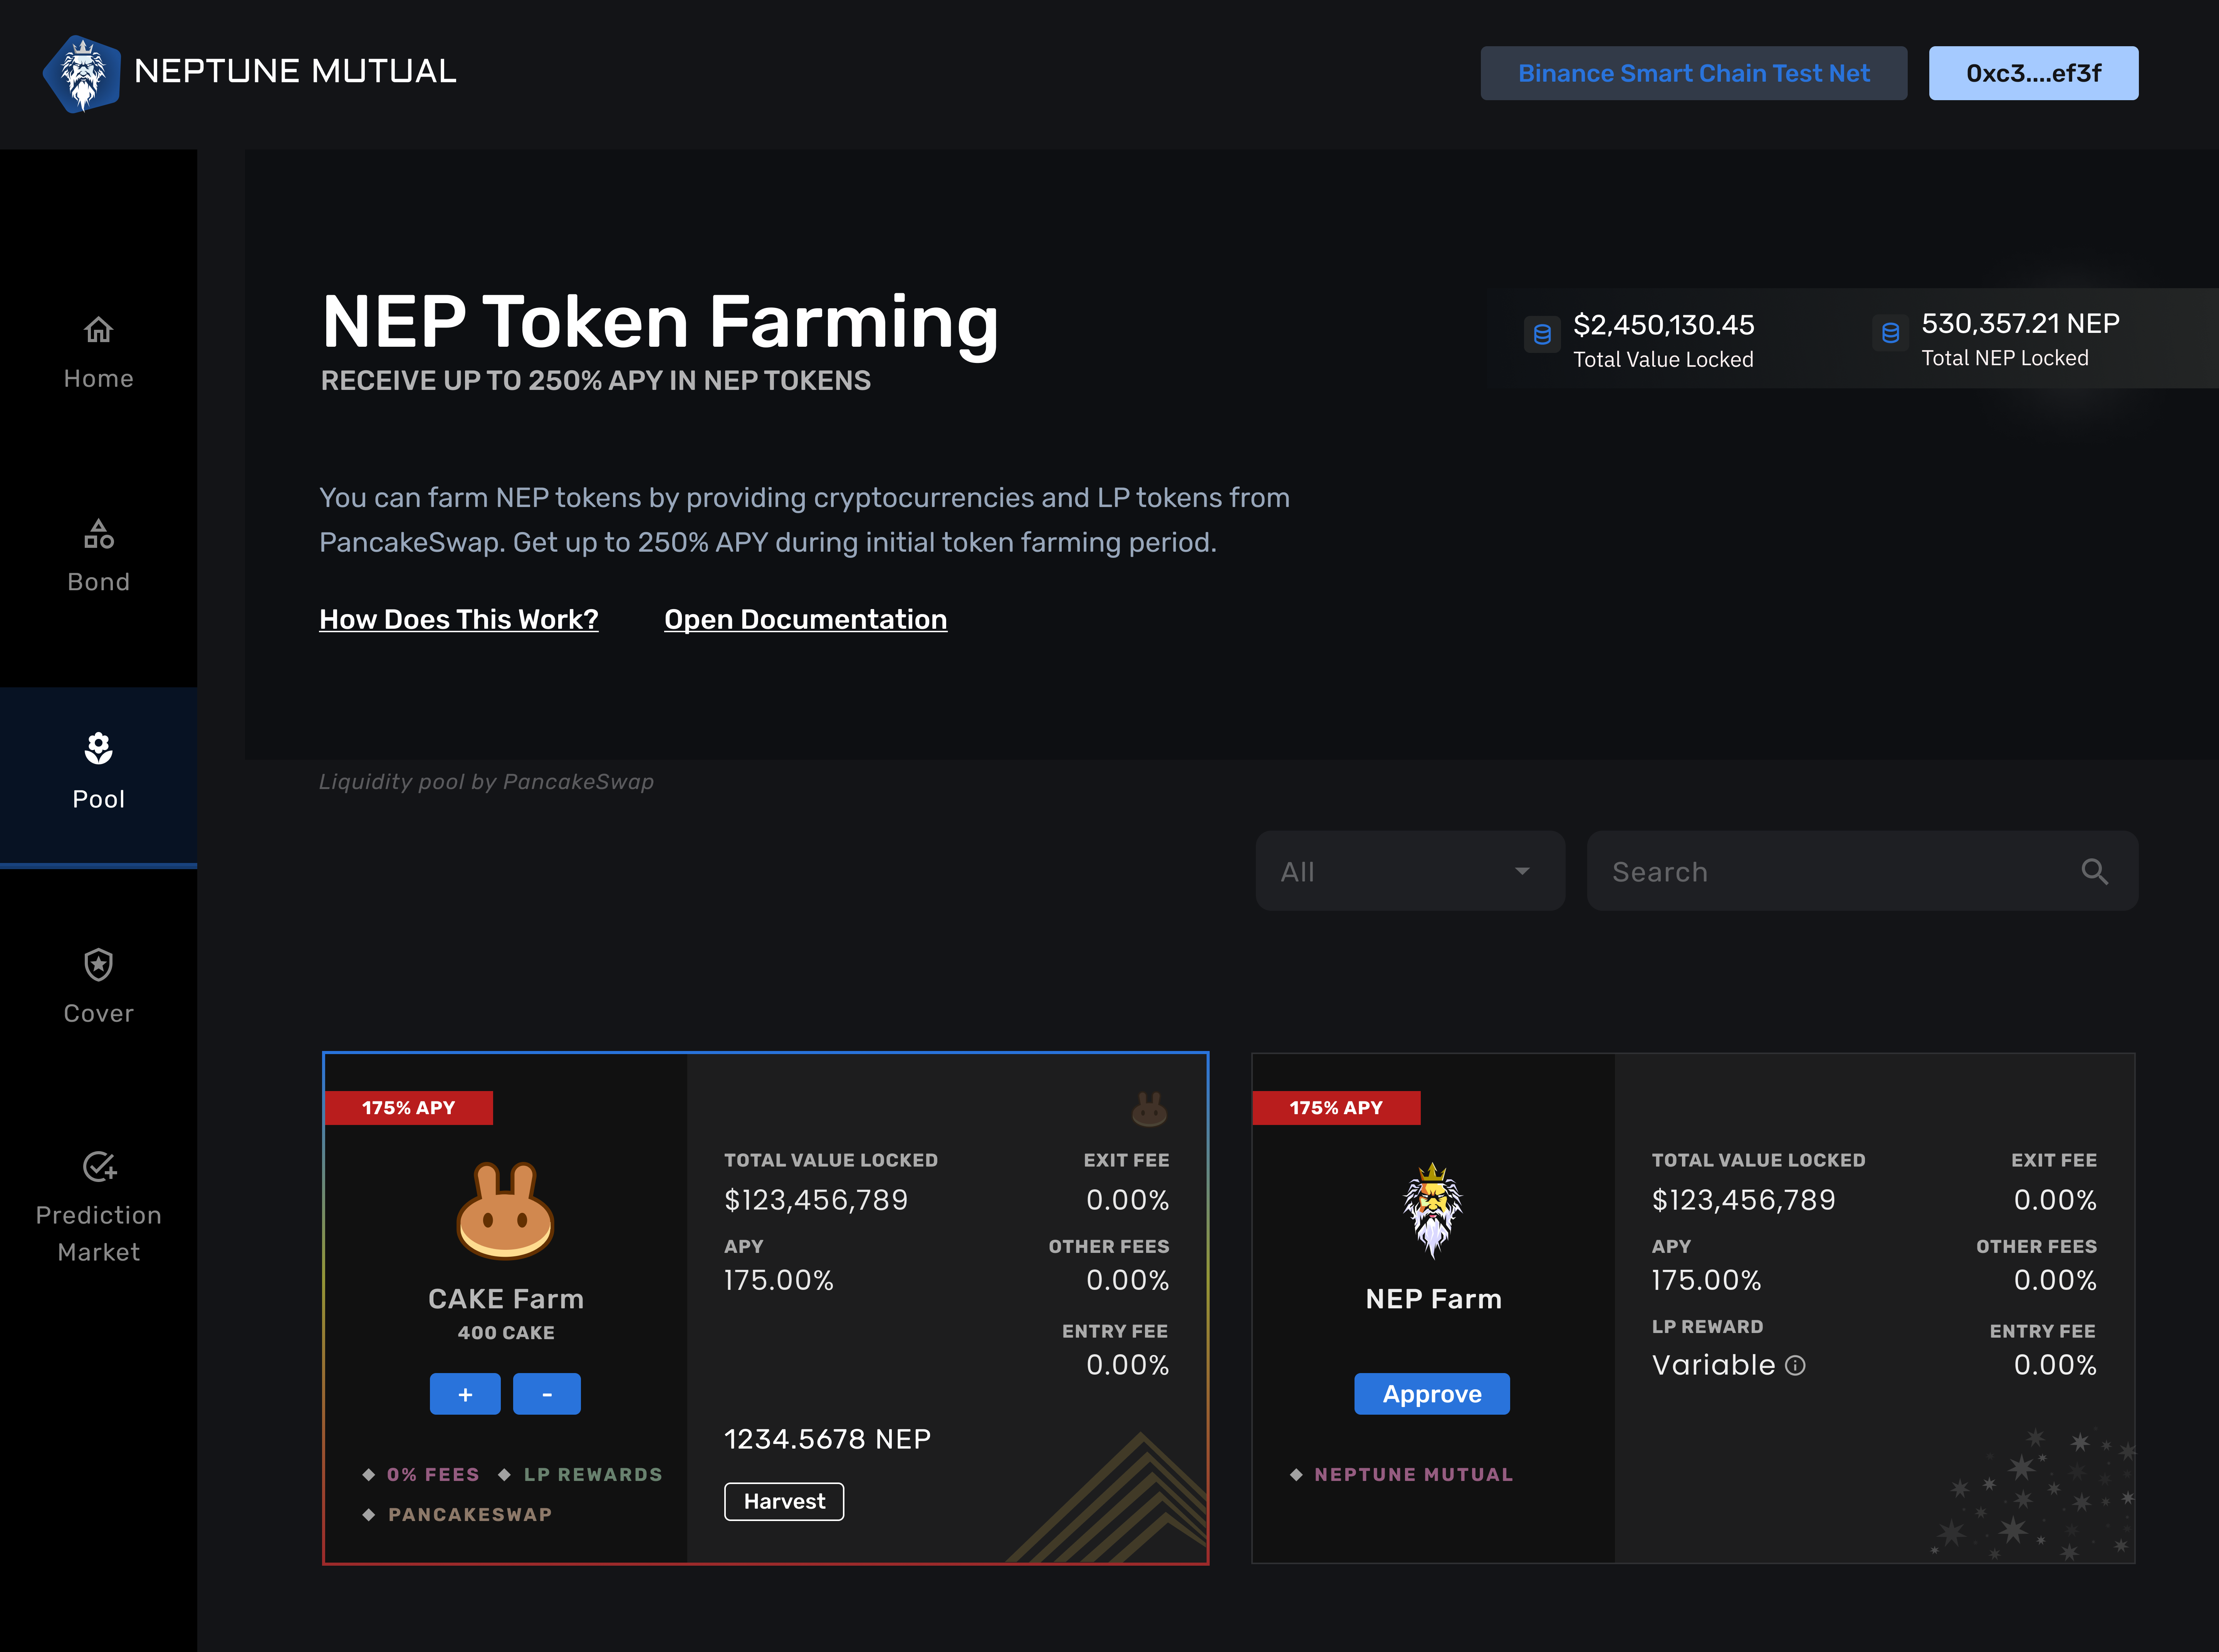 NEPTUNE MUTUAL
Binance Smart Chain Test Net
0xc3....ef3f
Home
Bond
Pool
Cover
Prediction
Market
NEP Token Farming
RECEIVE UP TO 250% APY IN NEP TOKENS
$2,450,130.45
Total Value Locked
530,357.21 NEP
Total NEP Locked
You can farm NEP tokens by providing cryptocurrencies and LP tokens from
PancakeSwap. Get up to 250% APY during initial token farming period.
How Does This Work?
Open Documentation
Liquidity pool by PancakeSwap
All
Search
175% APY
CAKE Farm
400 CAKE
+
-
0% FEES
LP REWARDS
PANCAKESWAP
TOTAL VALUE LOCKED
$123,456,789
EXIT FEE
0.00%
APY
175.00%
OTHER FEES
0.00%
ENTRY FEE
0.00%
1234.5678 NEP
Harvest
175% APY
NEP Farm
Approve
NEPTUNE MUTUAL
TOTAL VALUE LOCKED
$123,456,789
EXIT FEE
0.00%
APY
175.00%
OTHER FEES
0.00%
LP REWARD
Variable
ENTRY FEE
0.00%